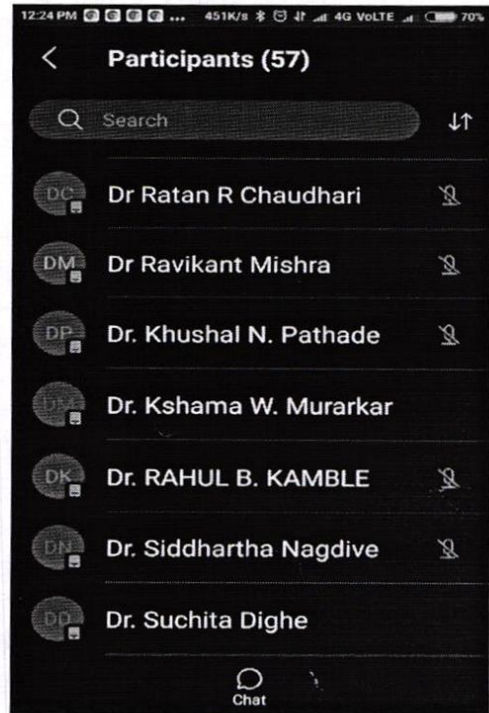 12:24 PM ... 451K/s 4G VoLTE 70%
Participants (57)
Search
DC Dr Ratan R Chaudhari
DM Dr Ravikant Mishra
DP Dr. Khushal N. Pathade
DM Dr. Kshama W. Murarkar
DK Dr. RAHUL B. KAMBLE
DN Dr. Siddhartha Nagdive
DD Dr. Suchita Dighe
Chat